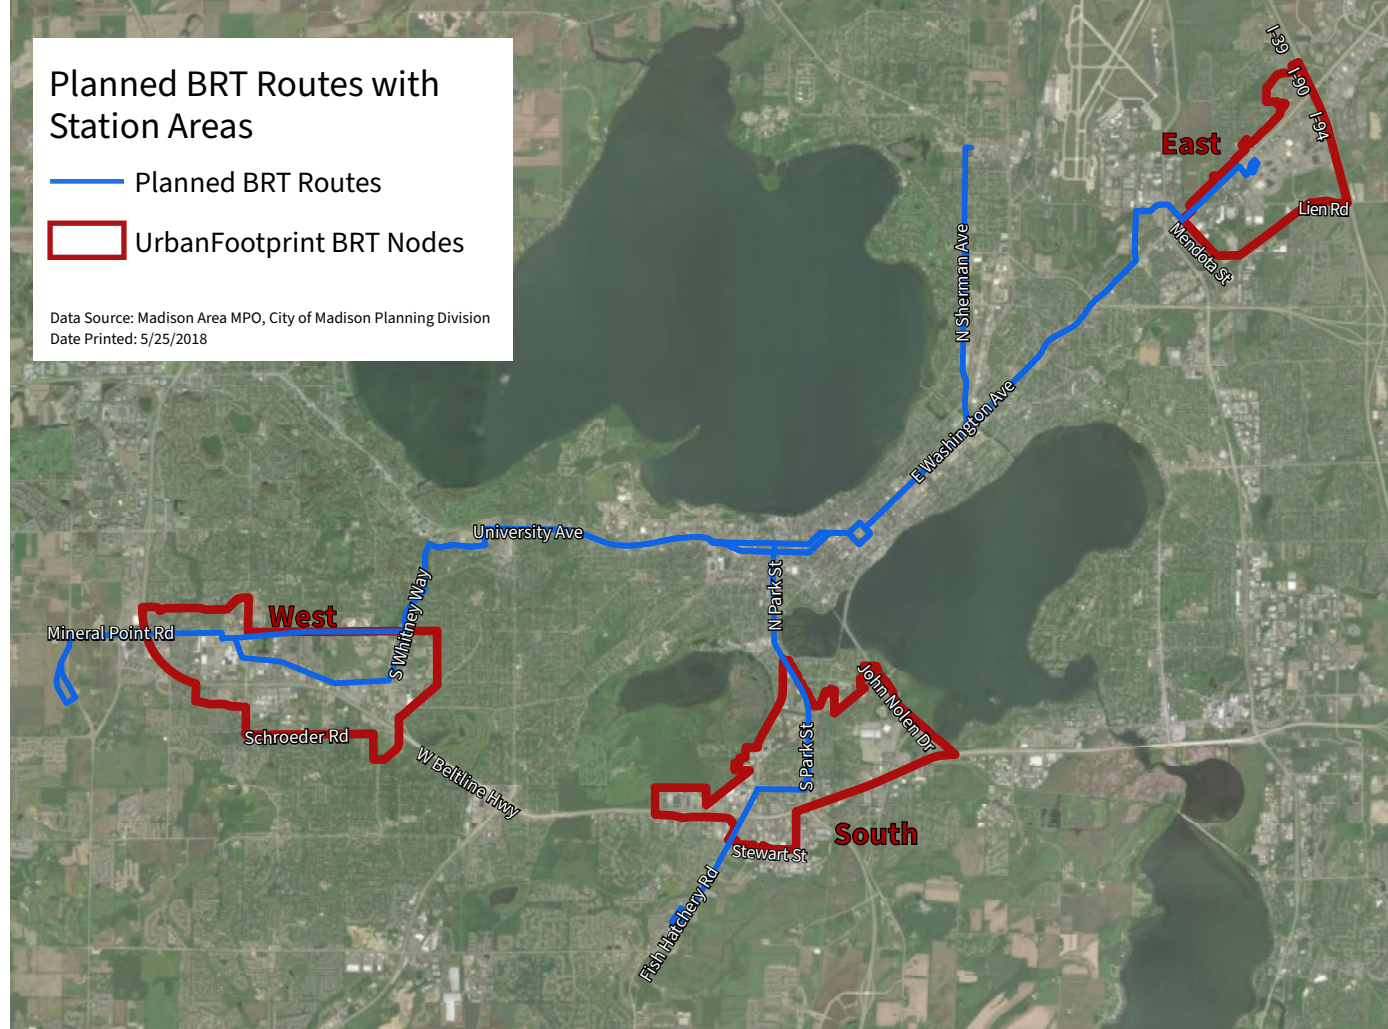 Planned BRT Routes with
Station Areas
Planned BRT Routes
UrbanFootprint BRT Nodes
Data Source: Madison Area MPO, City of Madison Planning Division
Date Printed: 5/25/2018
I-39
I-90
I-94
East
Lien Rd
Mendota St
N Sherman Ave
E Washington Ave
University Ave
N Park St
S Whitney Way
West
Mineral Point Rd
Schroeder Rd
W Beltline Hwy
John Nolen Dr
S Park St
South
Stewart St
Fish Hatchery Rd